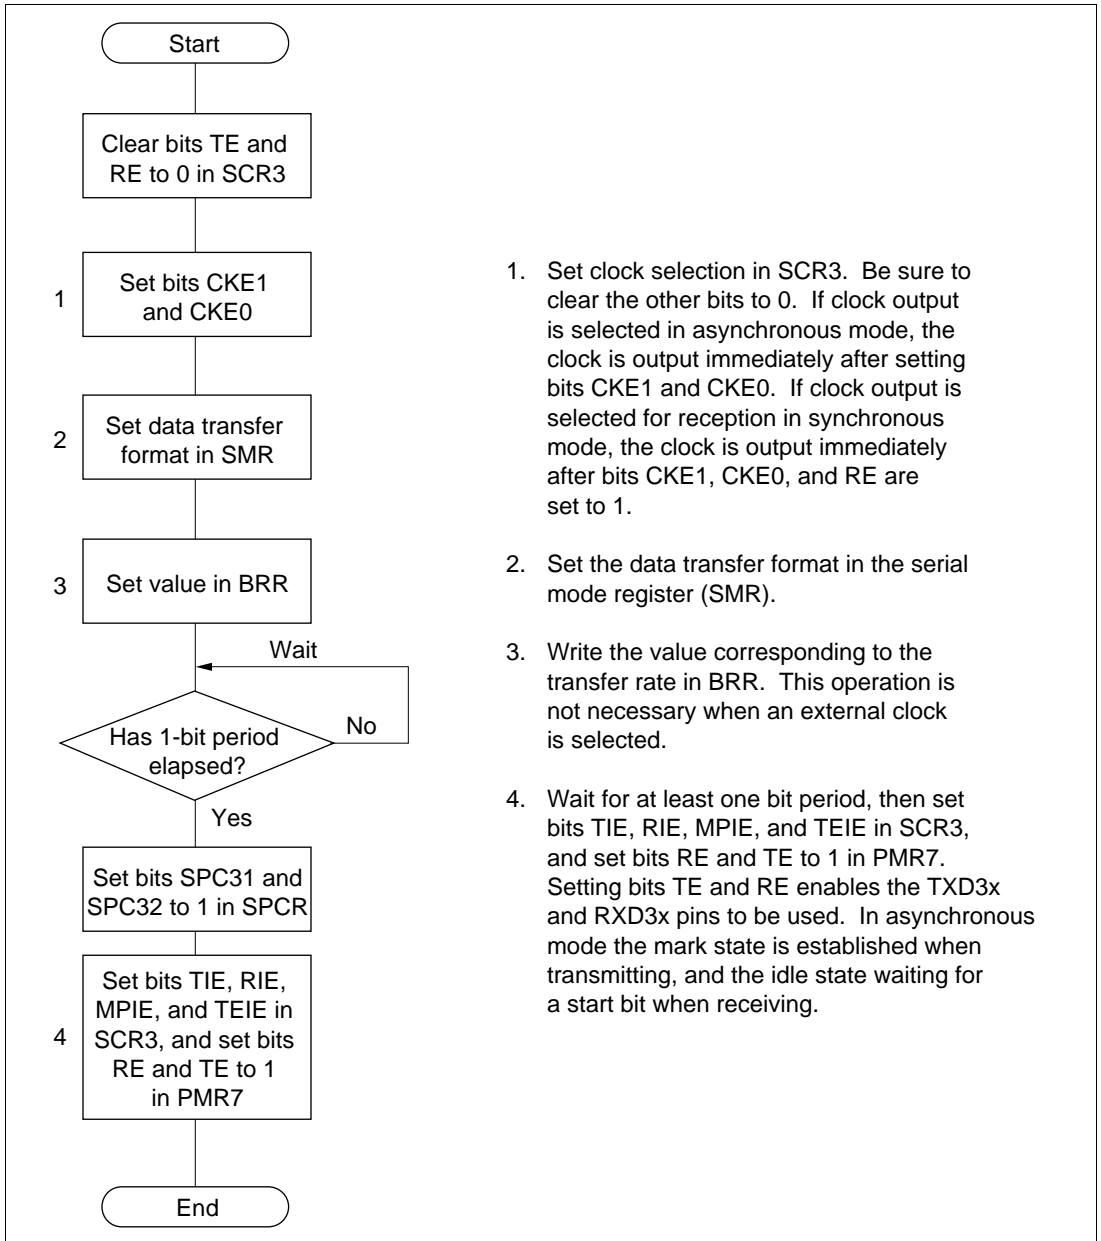 Start
Clear bits TE and
RE to 0 in SCR3
1
Set bits CKE1
and CKE0
2
Set data transfer
format in SMR
3
Set value in BRR
Wait
Has 1-bit period
elapsed?
No
Yes
Set bits SPC31 and
SPC32 to 1 in SPCR
4
Set bits TIE, RIE,
MPIE, and TEIE in
SCR3, and set bits
RE and TE to 1
in PMR7
End
1. Set clock selection in SCR3. Be sure to
clear the other bits to 0. If clock output
is selected in asynchronous mode, the
clock is output immediately after setting
bits CKE1 and CKE0. If clock output is
selected for reception in synchronous
mode, the clock is output immediately
after bits CKE1, CKE0, and RE are
set to 1.
2. Set the data transfer format in the serial
mode register (SMR).
3. Write the value corresponding to the
transfer rate in BRR. This operation is
not necessary when an external clock
is selected.
4. Wait for at least one bit period, then set
bits TIE, RIE, MPIE, and TEIE in SCR3,
and set bits RE and TE to 1 in PMR7.
Setting bits TE and RE enables the TXD3x
and RXD3x pins to be used. In asynchronous
mode the mark state is established when
transmitting, and the idle state waiting for
a start bit when receiving.